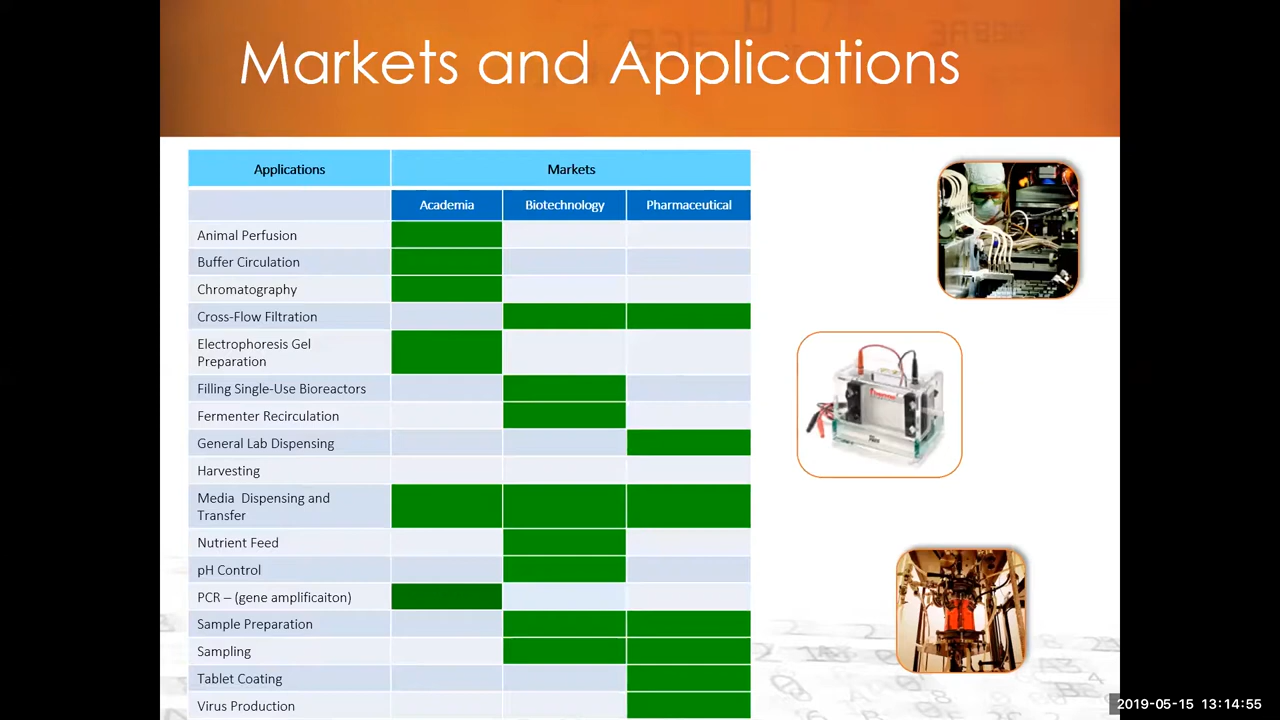 Markets and Applications
Applications Markets
Academia Biotechnology Pharmaceutical
Animal Perfusion
Buffer Circulation
Chromatography
Cross-Flow Filtration
Electrophoresis Gel
Preparation
Filling Single-Use Bioreactors
Fermenter Recirculation
General Lab Dispensing
Harvesting
Media Dispensing and
Transfer
Nutrient Feed
pH Control
PCR – (gene amplificaiton)
Sample Preparation
Sampling
Tablet Coating
Virus Production
2019-05-15 13:14:55